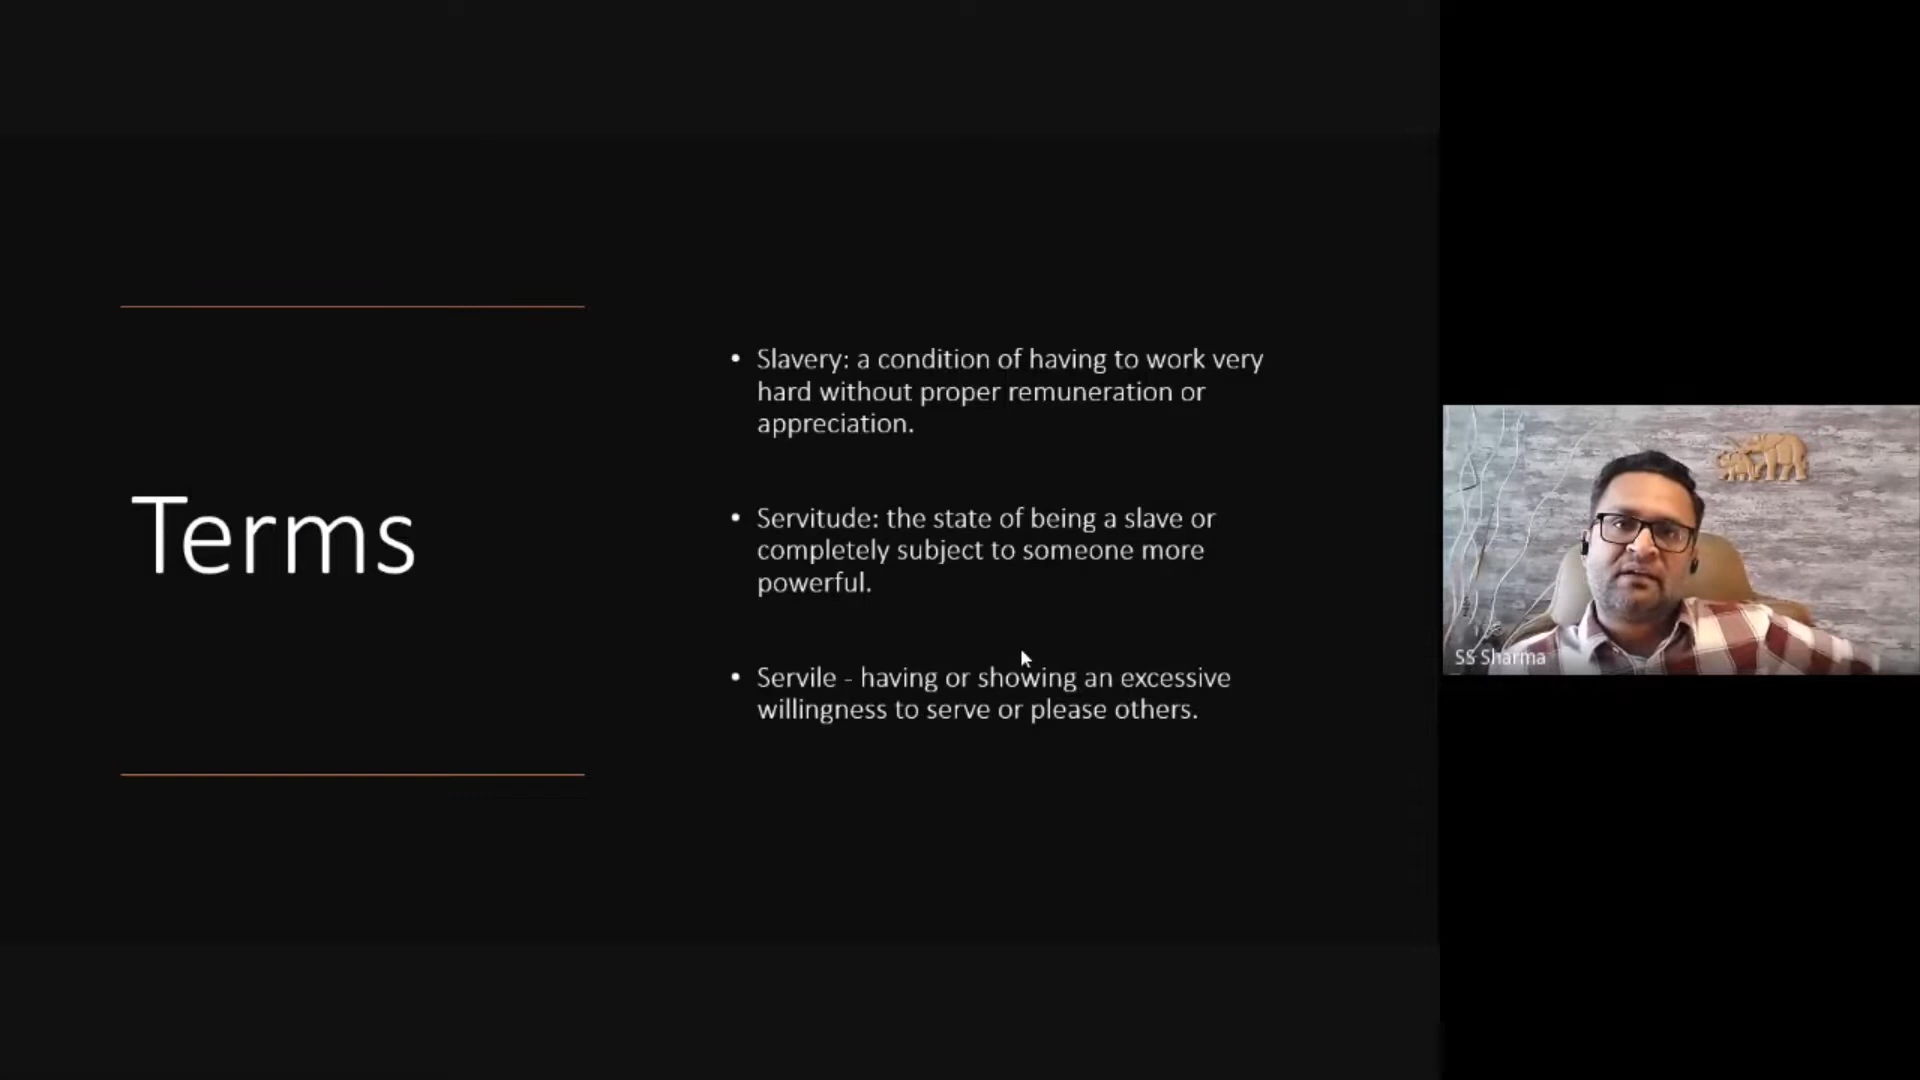 Terms
• Slavery: a condition of having to work very
hard without proper remuneration or
appreciation.
• Servitude: the state of being a slave or
completely subject to someone more
powerful.
• Servile - having or showing an excessive
willingness to serve or please others.
SS Sharma